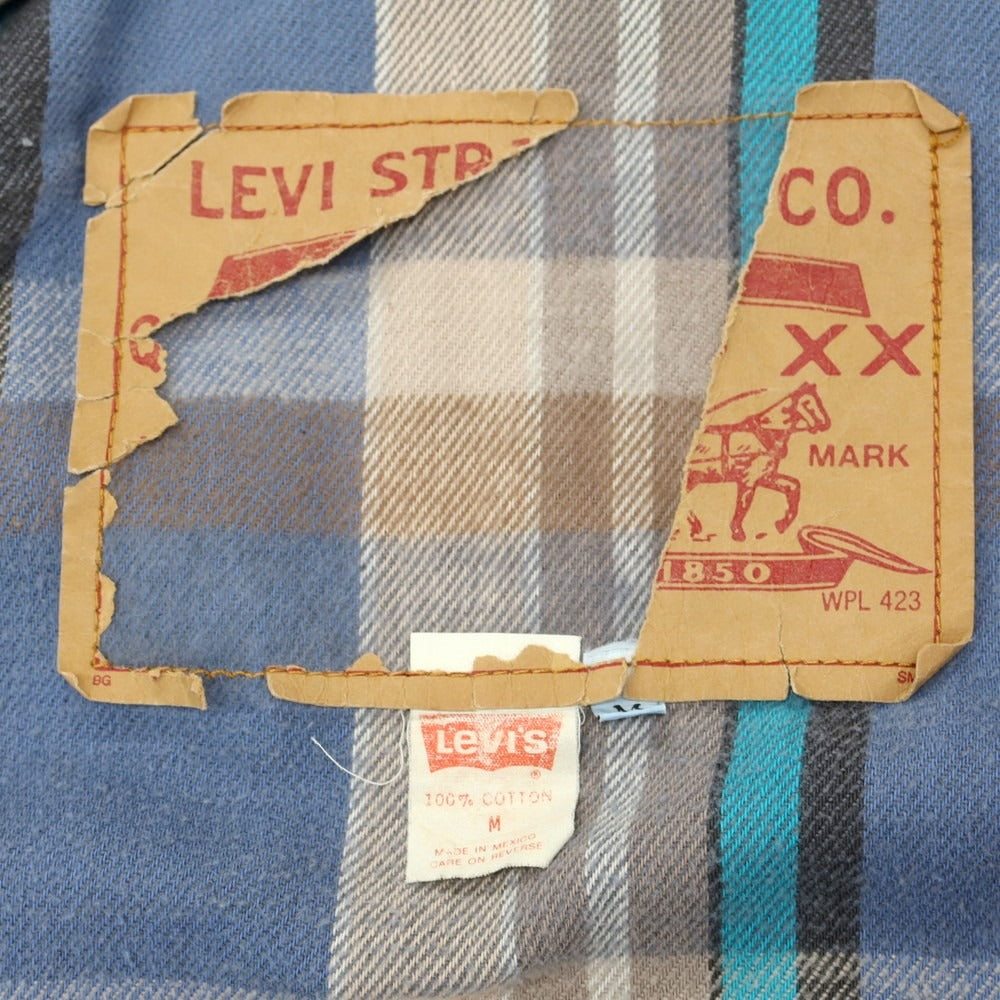 LEVI STR CO.
Q XX
MARK
1850
WPL 423
BG
SM
LEVI'S
®
100% COTTON
M
MADE IN MEXICO
CARE ON REVERSE